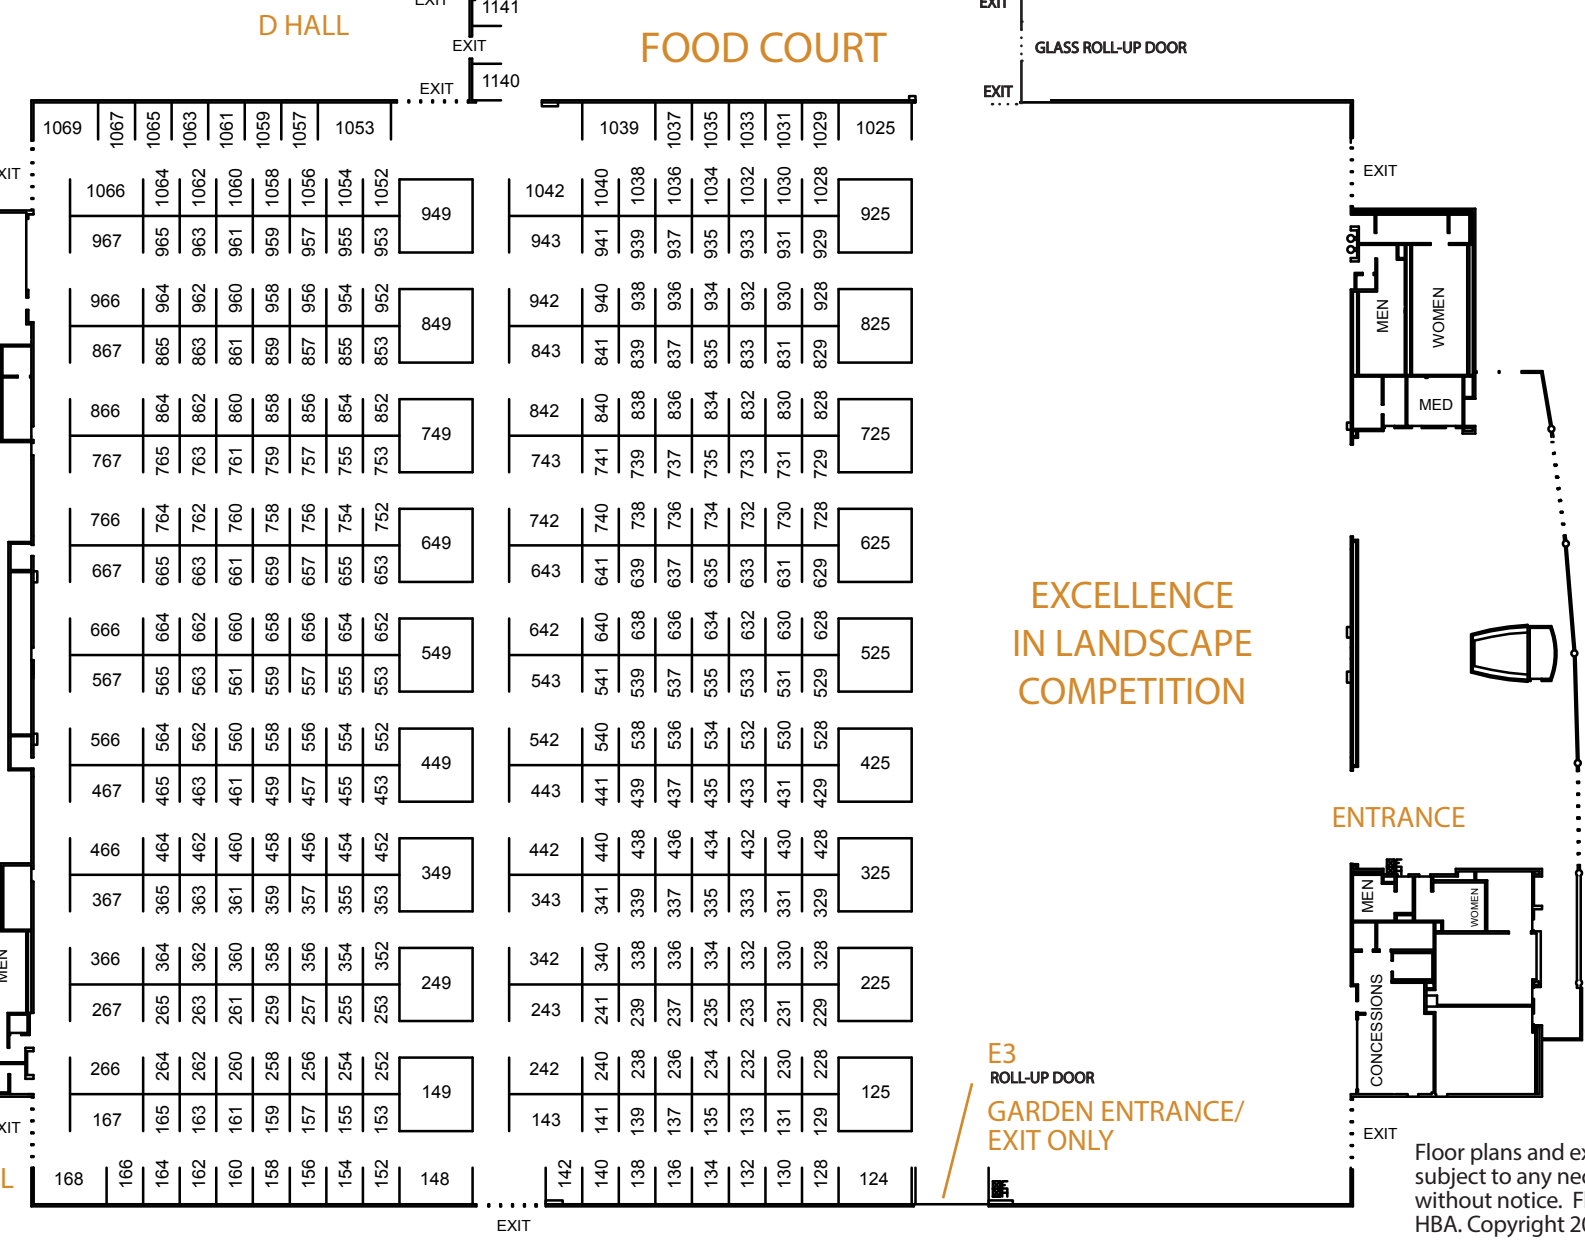 EXIT
1141
EXIT
D HALL
FOOD COURT
EXIT
GLASS ROLL-UP DOOR
EXIT
1140
EXIT
1069 1067 1065 1063 1061 1059 1057 1053
1039 1037 1035 1033 1031 1029 1025
EXIT
1066 1064 1062 1060 1058 1056 1054 1052
949
1042 1040 1038 1036 1034 1032 1030 1028
925
967 965 963 961 959 957 955 953
943 941 939 937 935 933 931 929
966 964 962 960 958 956 954 952
849
942 940 938 936 934 932 930 928
825
867 865 863 861 859 857 855 853
843 841 839 837 835 833 831 829
MEN
WOMEN
866 864 862 860 858 856 854 852
749
842 840 838 836 834 832 830 828
725
MED
767 765 763 761 759 757 755 753
743 741 739 737 735 733 731 729
766 764 762 760 758 756 754 752
649
742 740 738 736 734 732 730 728
625
667 665 663 661 659 657 655 653
643 641 639 637 635 633 631 629
EXCELLENCE
IN LANDSCAPE
COMPETITION
666 664 662 660 658 656 654 652
549
642 640 638 636 634 632 630 628
525
567 565 563 561 559 557 555 553
543 541 539 537 535 533 531 529
566 564 562 560 558 556 554 552
449
542 540 538 536 534 532 530 528
425
467 465 463 461 459 457 455 453
443 441 439 437 435 433 431 429
ENTRANCE
466 464 462 460 458 456 454 452
349
442 440 438 436 434 432 430 428
325
367 365 363 361 359 357 355 353
343 341 339 337 335 333 331 329
MEN
WOMEN
366 364 362 360 358 356 354 352
249
342 340 338 336 334 332 330 328
225
MEN
267 265 263 261 259 257 255 253
243 241 239 237 235 233 231 229
CONCESSIONS
266 264 262 260 258 256 254 252
149
242 240 238 236 234 232 230 228
125
167 165 163 161 159 157 155 153
143 141 139 137 135 133 131 129
E3
ROLL-UP DOOR
GARDEN ENTRANCE/
EXIT ONLY
EXIT
168 166 164 162 160 158 156 154 152 148
142 140 138 136 134 132 130 128 124
EXIT
Floor plans and
subject to any
without notice.
HBA. Copyright